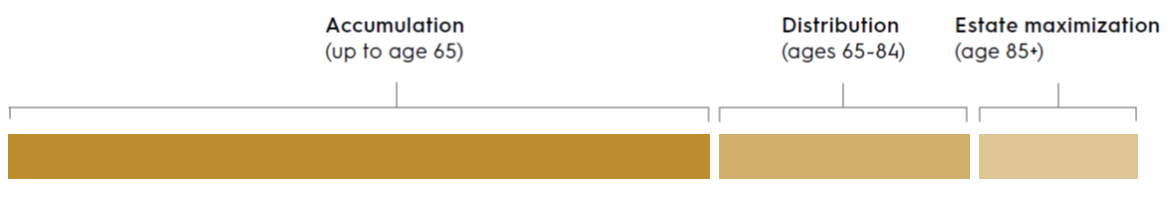 Accumulation
(up to age 65)
Distribution
(ages 65-84)
Estate maximization
(age 85+)